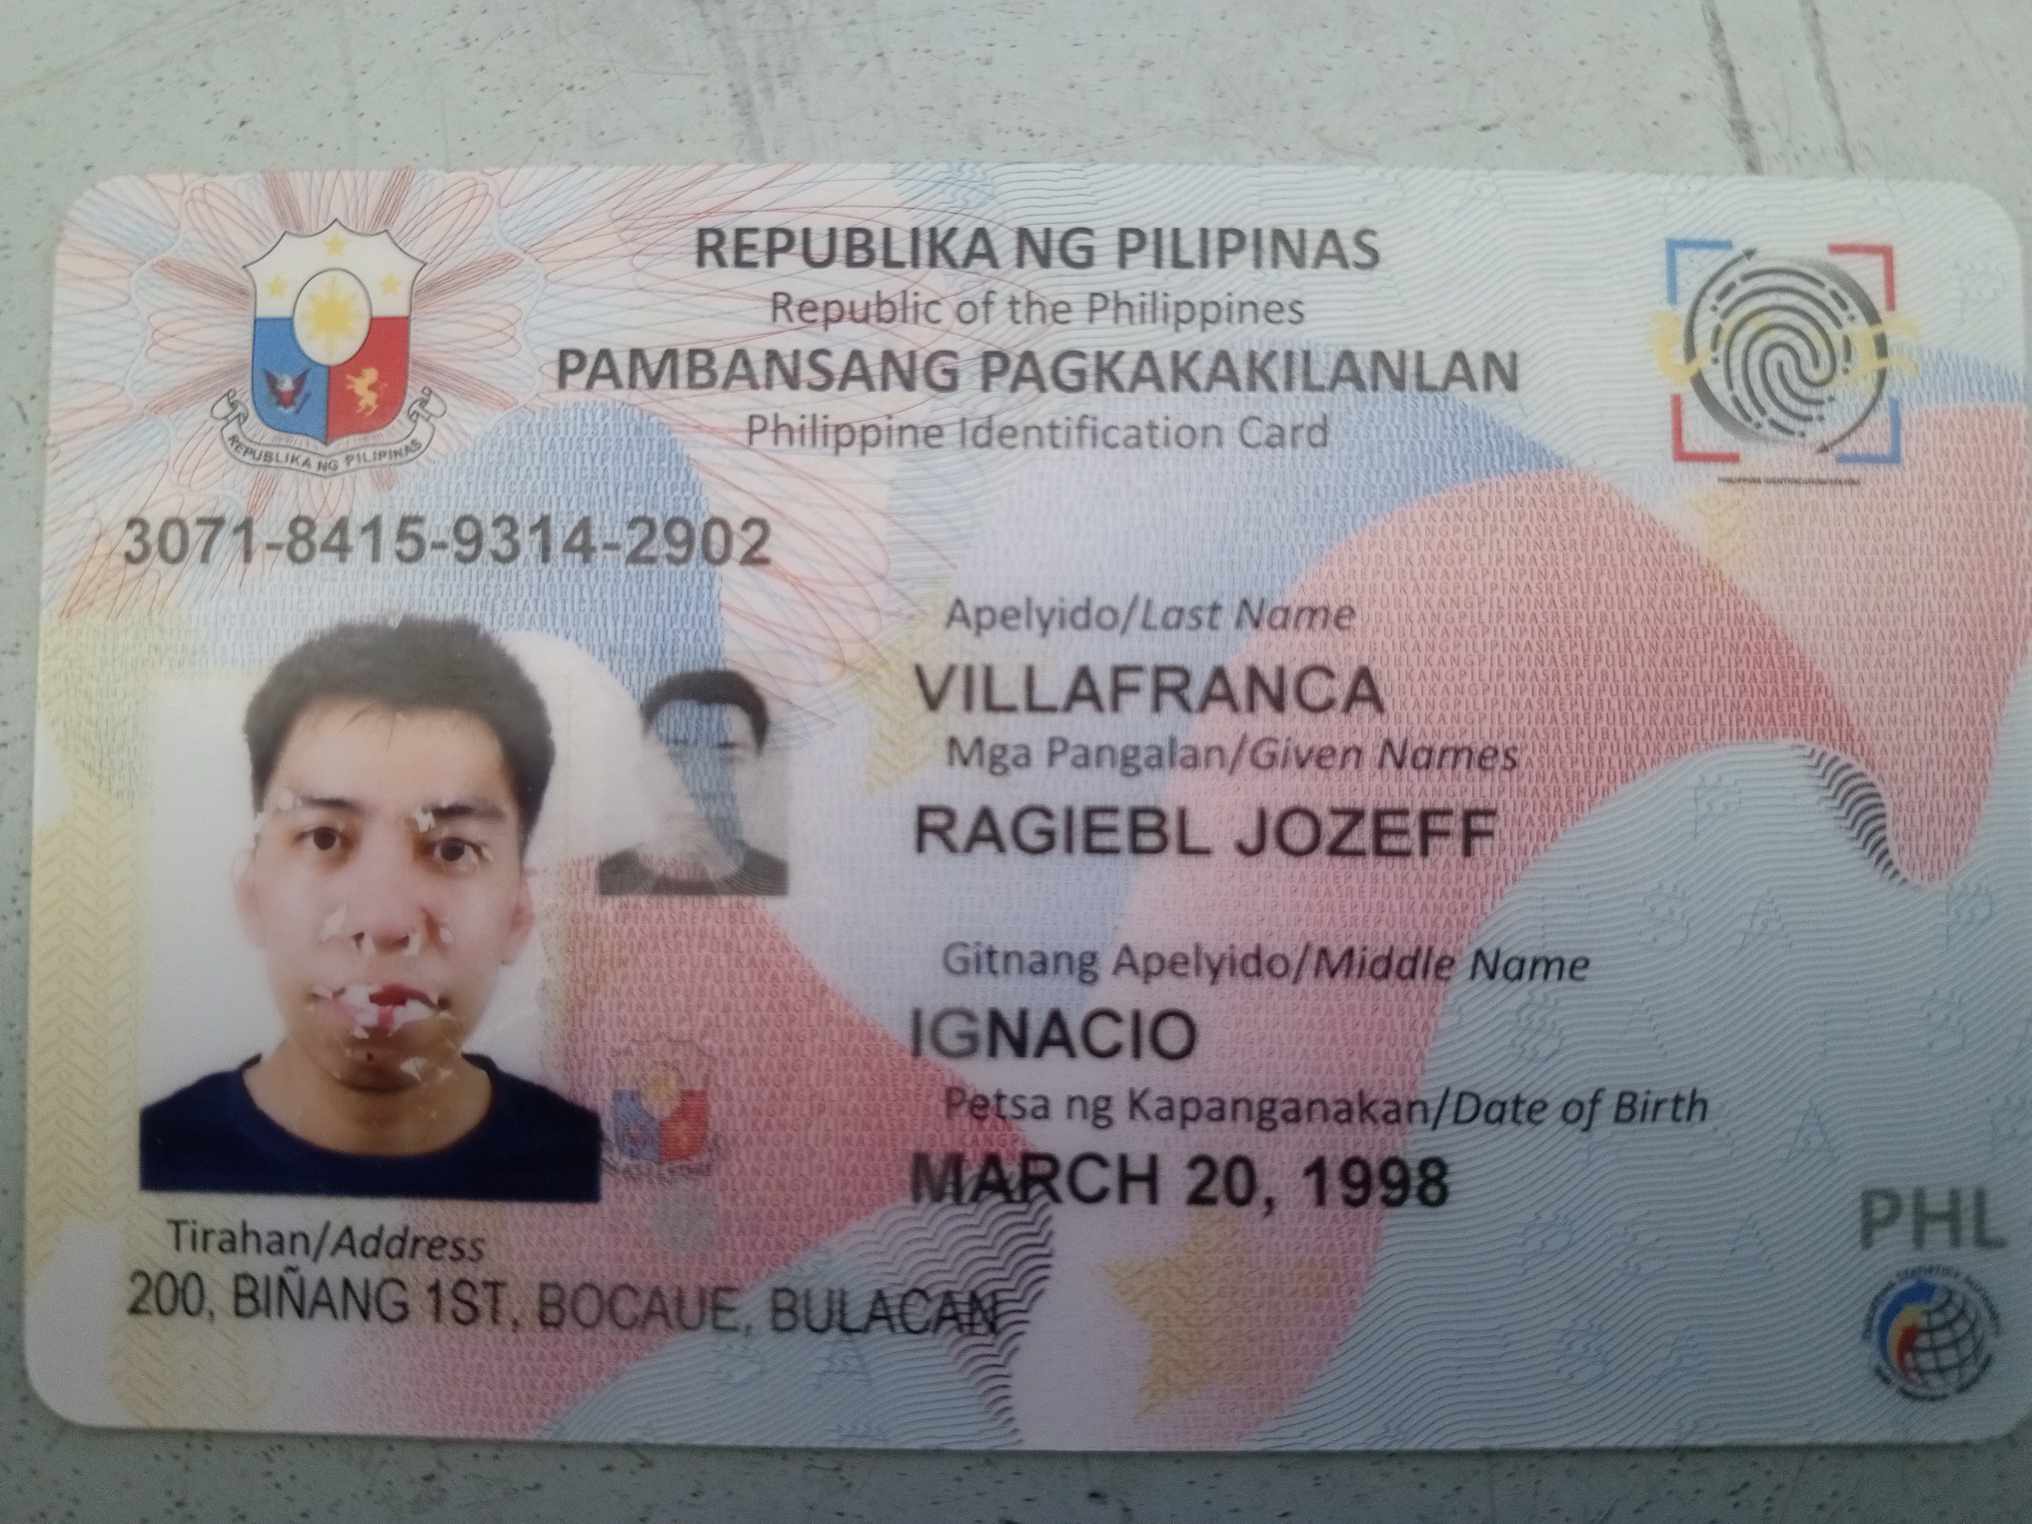 REPUBLIKA NG PILIPINAS
Republic of the Philippines
PAMBANSANG PAGKAKAKILANLAN
Philippine Identification Card
REPUBLIKA NG PILIPINAS
3071-8415-9314-2902
Apelyido/Last Name
VILLAFRANCA
Mga Pangalan/Given Names
RAGIEBL JOZEFF
Gitnang Apelyido/Middle Name
IGNACIO
Petsa ng Kapanganakan/Date of Birth
MARCH 20, 1998
Tirahan/Address
200, BIÑANG 1ST, BOCAUE, BULACAN
PHL